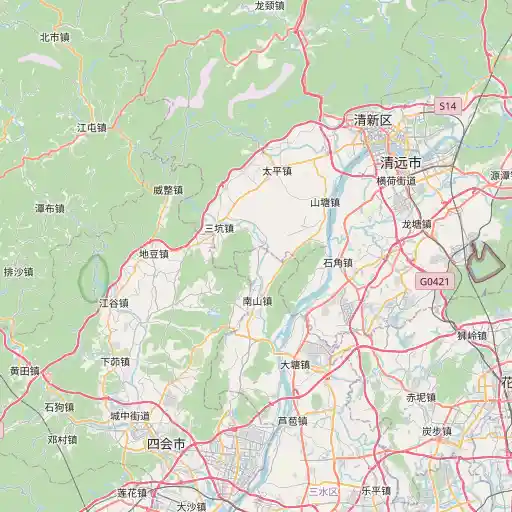 龙颈镇
北市镇
S14
清新区
江屯镇
清远市
太平镇
源潭镇
横荷街道
威整镇
山塘镇
潭布镇
龙塘镇
三坑镇
地豆镇
石角镇
排沙镇
G0421
江谷镇
南山镇
狮岭镇
下茆镇
大塘镇
黄田镇
花
赤坭镇
石狗镇
城中街道
芦苞镇
炭步镇
邓村镇
四会市
莲花镇
三水区
乐平镇
大沙镇